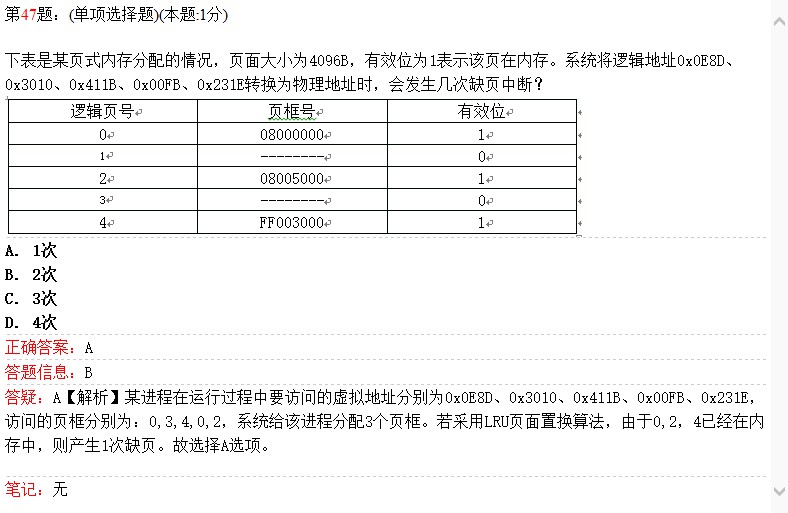 第47题：(单项选择题)(本题:1分)
下表是某页式内存分配的情况，页面大小为4096B，有效位为1表示该页在内存。系统将逻辑地址0x0E8D、
0x3010、0x411B、0x00FB、0x231E转换为物理地址时，会发生几次缺页中断？
逻辑页号 页框号 有效位
0 08000000 1
1 -------- 0
2 08005000 1
3 -------- 0
4 FF003000 1
A. 1次
B. 2次
C. 3次
D. 4次
正确答案：A
答题信息：B
答疑：A【解析】某进程在运行过程中要访问的虚拟地址分别为0x0E8D、0x3010、0x411B、0x00FB、0x231E，
访问的页框分别为：0,3,4,0,2，系统给该进程分配3个页框。若采用LRU页面置换算法，由于0,2，4已经在内
存中，则产生1次缺页。故选择A选项。
笔记：无